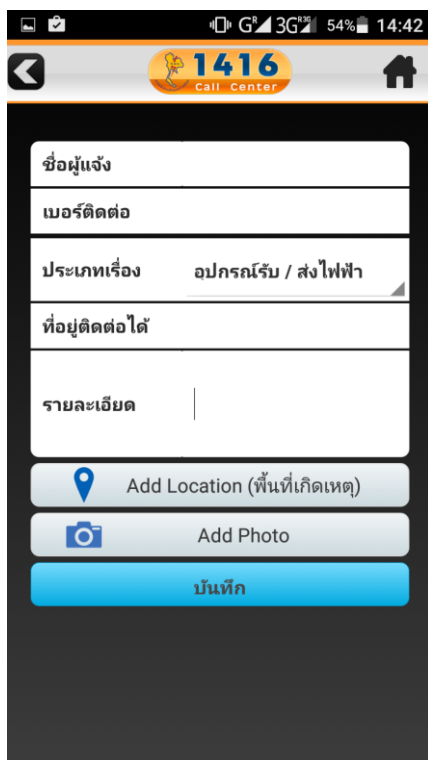 G R 3G R 3G 54% 14:42
1416
Call Center
ชื่อผู้แจ้ง
เบอร์ติดต่อ
ประเภทเรื่อง อุปกรณ์รับ / ส่งไฟฟ้า
ที่อยู่ติดต่อได้
รายละเอียด
Add Location (พื้นที่เกิดเหตุ)
Add Photo
บันทึก